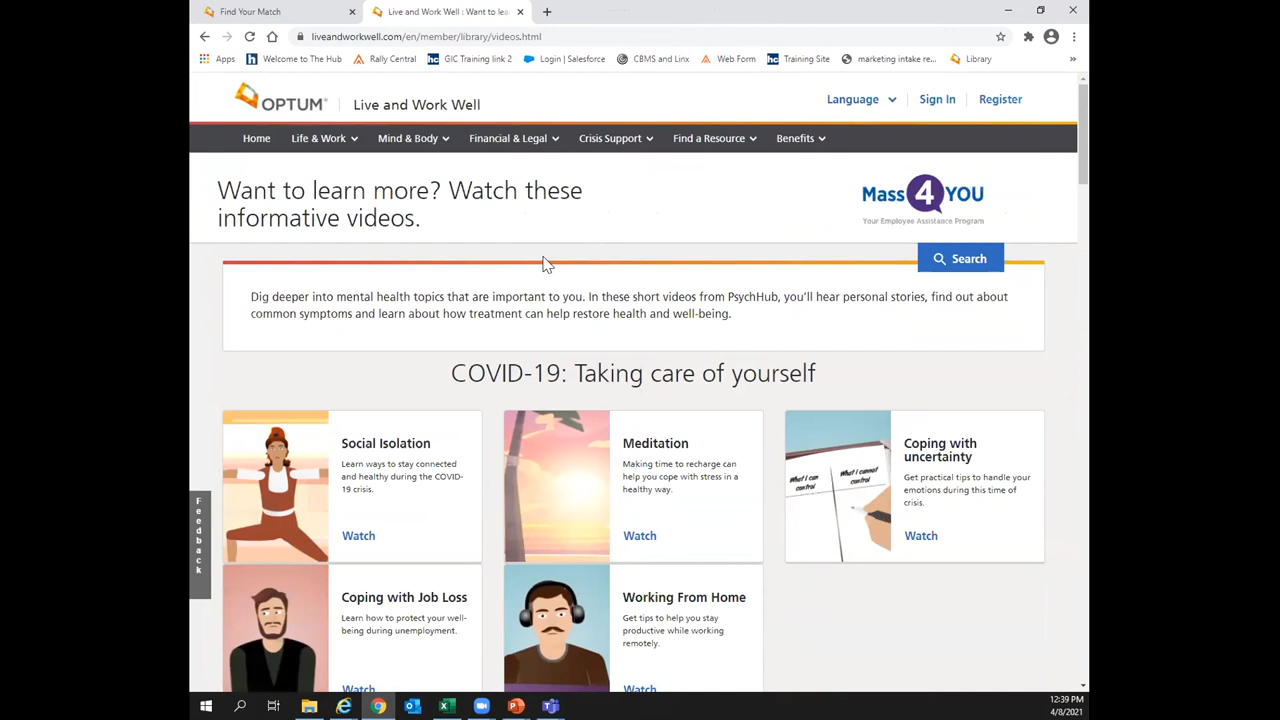 Find Your Match
Live and Work Well : Want to lea
liveandworkwell.com/en/member/library/videos.html
Apps
Welcome to The Hub
Rally Central
GIC Training link 2
Login | Salesforce
CBMS and Linx
Web Form
Training Site
marketing intake re...
Library
OPTUM®
Live and Work Well
Language
Sign In
Register
Home
Life & Work
Mind & Body
Financial & Legal
Crisis Support
Find a Resource
Benefits
Want to learn more? Watch these
informative videos.
Mass 4 YOU
Your Employee Assistance Program
Search
Dig deeper into mental health topics that are important to you. In these short videos from PsychHub, you'll hear personal stories, find out about
common symptoms and learn about how treatment can help restore health and well-being.
COVID-19: Taking care of yourself
Social Isolation
Learn ways to stay connected
and healthy during the COVID-
19 crisis.
Watch
Meditation
Making time to recharge can
help you cope with stress in a
healthy way.
Watch
What I can
control
What I cannot
control
Coping with
uncertainty
Get practical tips to handle your
emotions during this time of
crisis.
Watch
Coping with Job Loss
Learn how to protect your well-
being during unemployment.
Watch
Working From Home
Get tips to help you stay
productive while working
remotely.
Watch
Feedback
12:39 PM
4/8/2021